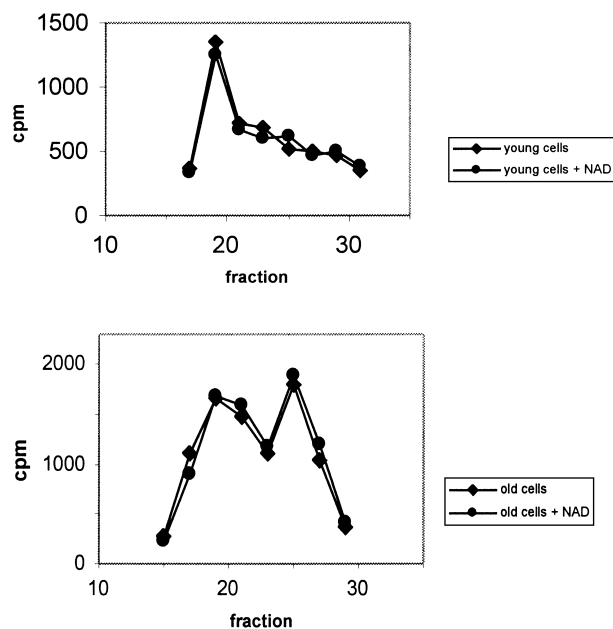 1500
1000
500
0
cpm
10
20
30
fraction
young cells
young cells + NAD
2000
1000
0
cpm
10
20
30
fraction
old cells
old cells + NAD